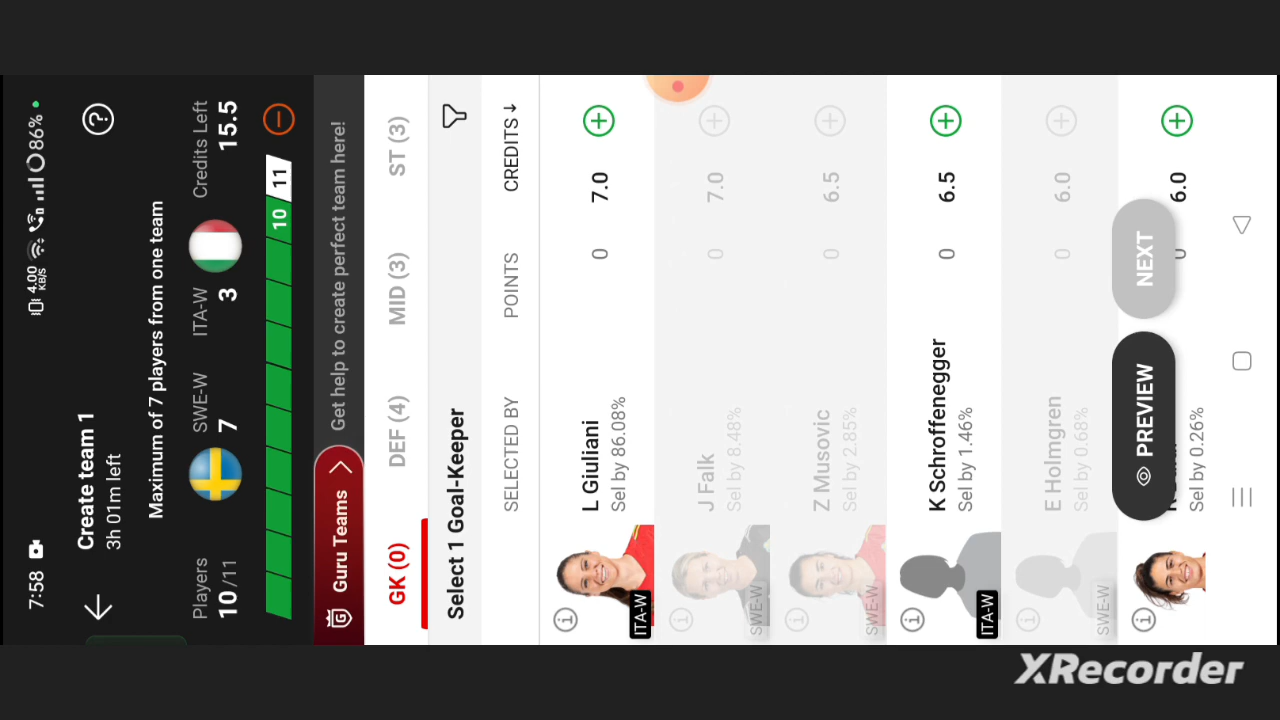 7:58
4.00 KB/S
86%
Create team 1
3h 01m left
Maximum of 7 players from one team
Players
10/11
SWE-W
7
ITA-W
3
Credits Left
15.5
10
11
Guru Teams
Get help to create perfect team here!
GK (0)
DEF (4)
MID (3)
ST (3)
Select 1 Goal-Keeper
SELECTED BY
POINTS
CREDITS
ITA-W
L Giuliani
Sel by 86.08%
0
7.0
SWE-W
J Falk
Sel by 8.48%
0
7.0
SWE-W
Z Musovic
Sel by 2.85%
0
6.5
ITA-W
K Schroffenegger
Sel by 1.46%
0
6.5
SWE-W
E Holmgren
Sel by 0.68%
0
6.0
Sel by 0.26%
6.0
PREVIEW
NEXT
XRecorder